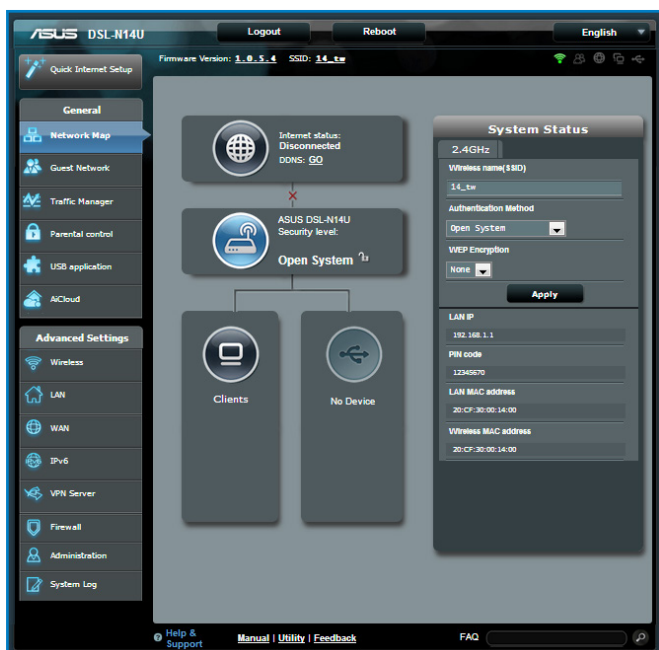 ASUS DSL-N14U
Logout
Reboot
English
Quick Internet Setup
Firmware Version: 1.0.5.4 SSID: 14_tw
General
Network Map
Guest Network
Traffic Manager
Parental control
USB application
AiCloud
Advanced Settings
Wireless
LAN
WAN
IPv6
VPN Server
Firewall
Administration
System Log
Internet status:
Disconnected
DDNS: GO
ASUS DSL-N14U
Security level:
Open System
Clients
No Device
System Status
2.4GHz
Wireless name(SSID)
14_tw
Authentication Method
Open System
WEP Encryption
None
Apply
LAN IP
192.168.1.1
PIN code
12345670
LAN MAC address
20:CF:30:00:14:00
Wireless MAC address
20:CF:30:00:14:00
Help &
Support
Manual | Utility | Feedback
FAQ